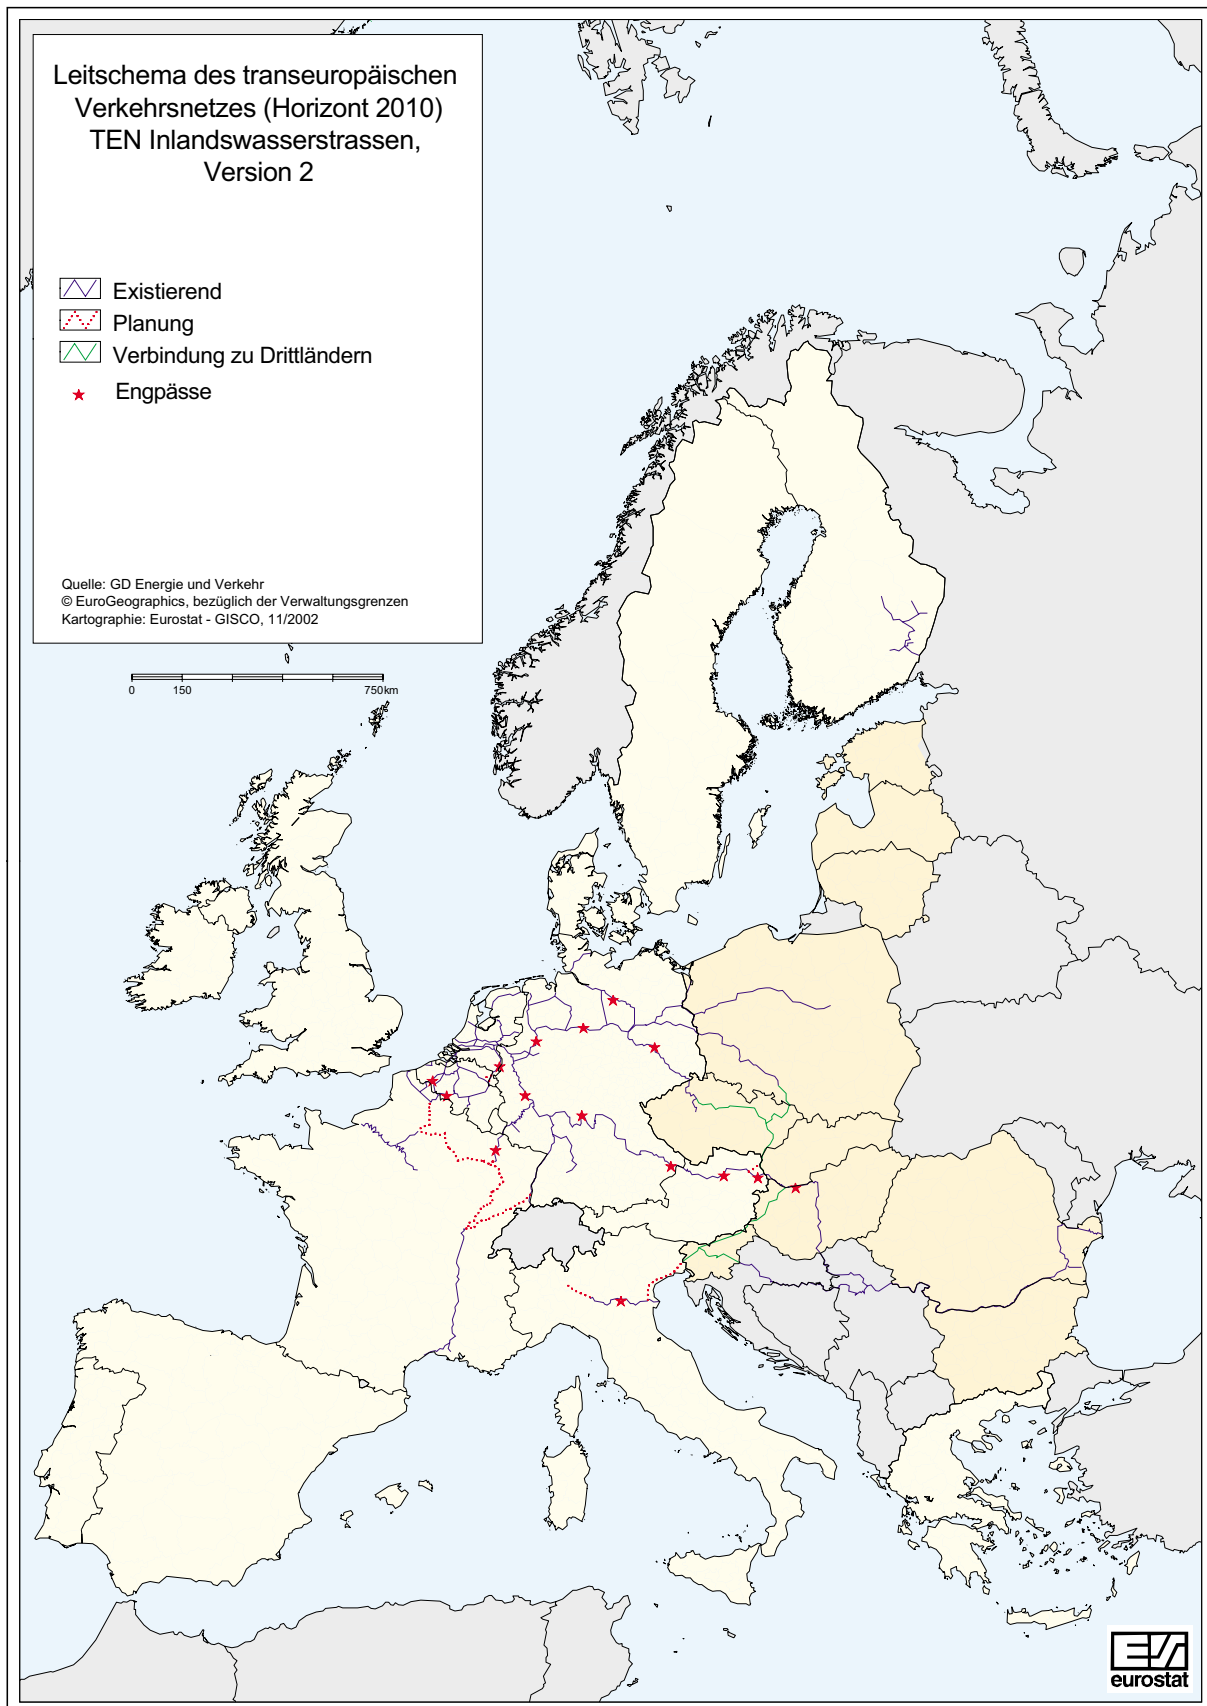 Leitschema des transeuropäischen
Verkehrsnetzes (Horizont 2010)
TEN Inlandswasserstrassen,
Version 2
Existierend
Planung
Verbindung zu Drittländern
Engpässe
Quelle: GD Energie und Verkehr
© EuroGeographics, bezüglich der Verwaltungsgrenzen
Kartographie: Eurostat - GISCO, 11/2002
0 150 750km
eurostat